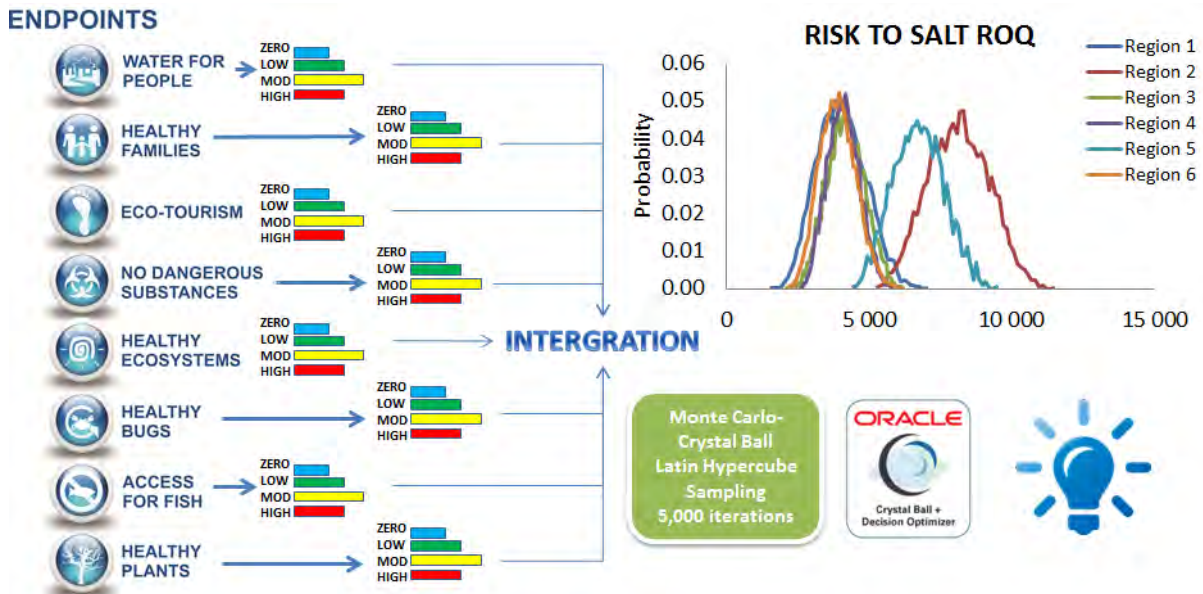 ENDPOINTS
WATER FOR
PEOPLE
ZERO
LOW
MOD
HIGH
HEALTHY
FAMILIES
ZERO
LOW
MOD
HIGH
ECO-TOURISM
ZERO
LOW
MOD
HIGH
NO DANGEROUS
SUBSTANCES
ZERO
LOW
MOD
HIGH
HEALTHY
ECOSYSTEMS
ZERO
LOW
MOD
HIGH
HEALTHY
BUGS
ZERO
LOW
MOD
HIGH
ACCESS
FOR FISH
ZERO
LOW
MOD
HIGH
HEALTHY
PLANTS
ZERO
LOW
MOD
HIGH
INTERGRATION
RISK TO SALT ROQ
Probability
0.06
0.05
0.04
0.03
0.02
0.01
0.00
0
5 000
10 000
15 000
Region 1
Region 2
Region 3
Region 4
Region 5
Region 6
Monte Carlo-
Crystal Ball
Latin Hypercube
Sampling
5,000 iterations
ORACLE
Crystal Ball +
Decision Optimizer